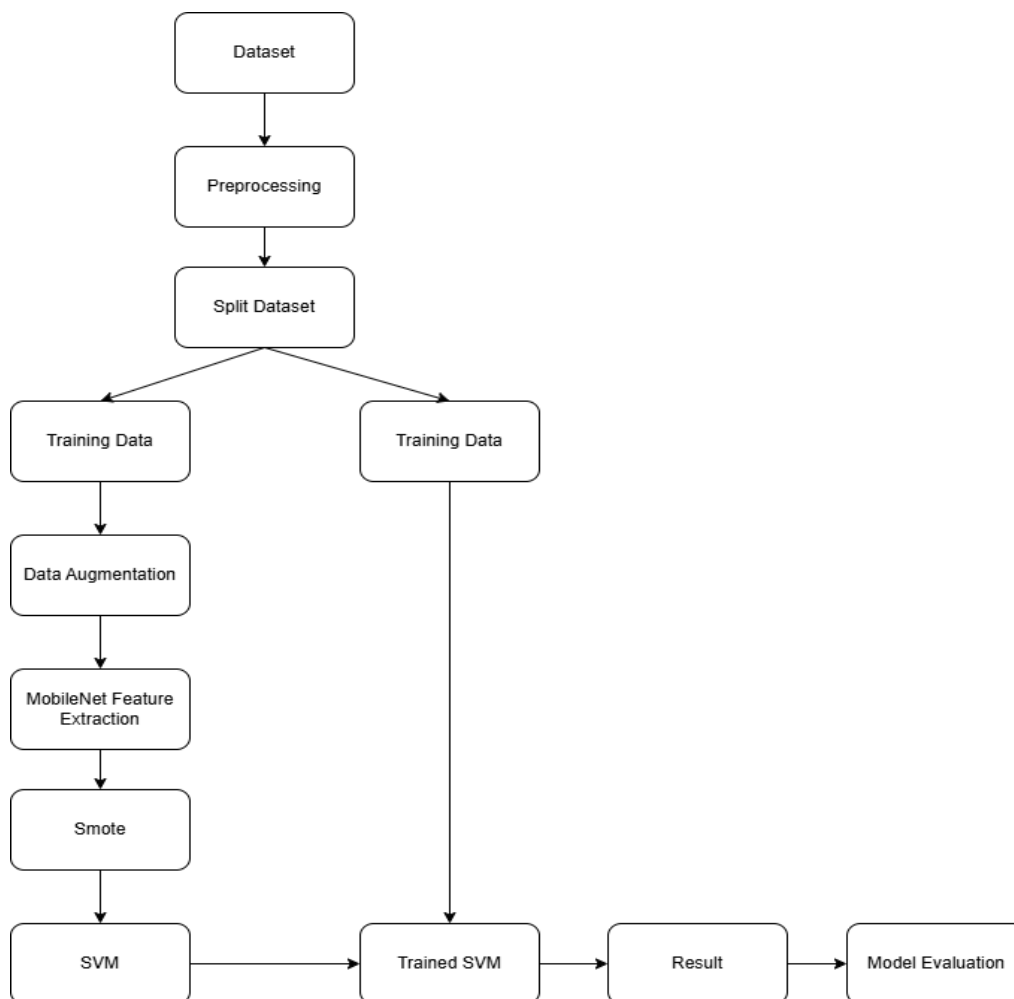 Dataset
Preprocessing
Split Dataset
Training Data
Training Data
Data Augmentation
MobileNet Feature
Extraction
Smote
SVM
Trained SVM
Result
Model Evaluation